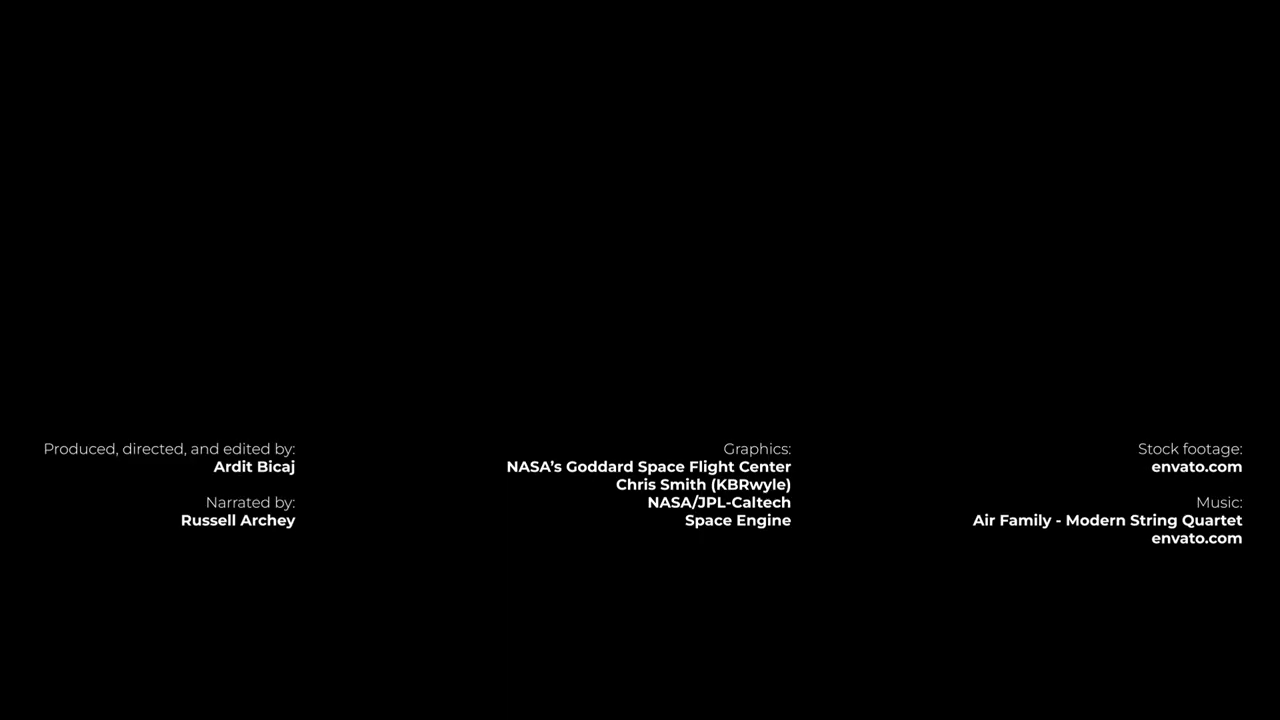 Produced, directed, and edited by:
Ardit Bicaj
Narrated by:
Russell Archey
Graphics:
NASA’s Goddard Space Flight Center
Chris Smith (KBRwyle)
NASA/JPL-Caltech
Space Engine
Stock footage:
envato.com
Music:
Air Family - Modern String Quartet
envato.com